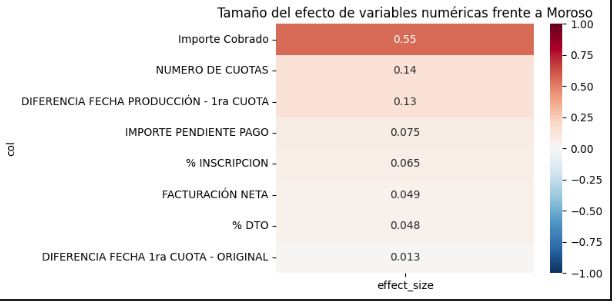 Tamaño del efecto de variables numéricas frente a Moroso
Importe Cobrado
0.55
NUMERO DE CUOTAS
0.14
DIFERENCIA FECHA PRODUCCIÓN - 1ra CUOTA
0.13
IMPORTE PENDIENTE PAGO
0.075
% INSCRIPCION
0.065
FACTURACIÓN NETA
0.049
% DTO
0.048
DIFERENCIA FECHA 1ra CUOTA - ORIGINAL
0.013
col
effect_size
1.00
0.75
0.50
0.25
0.00
−0.25
−0.50
−0.75
−1.00